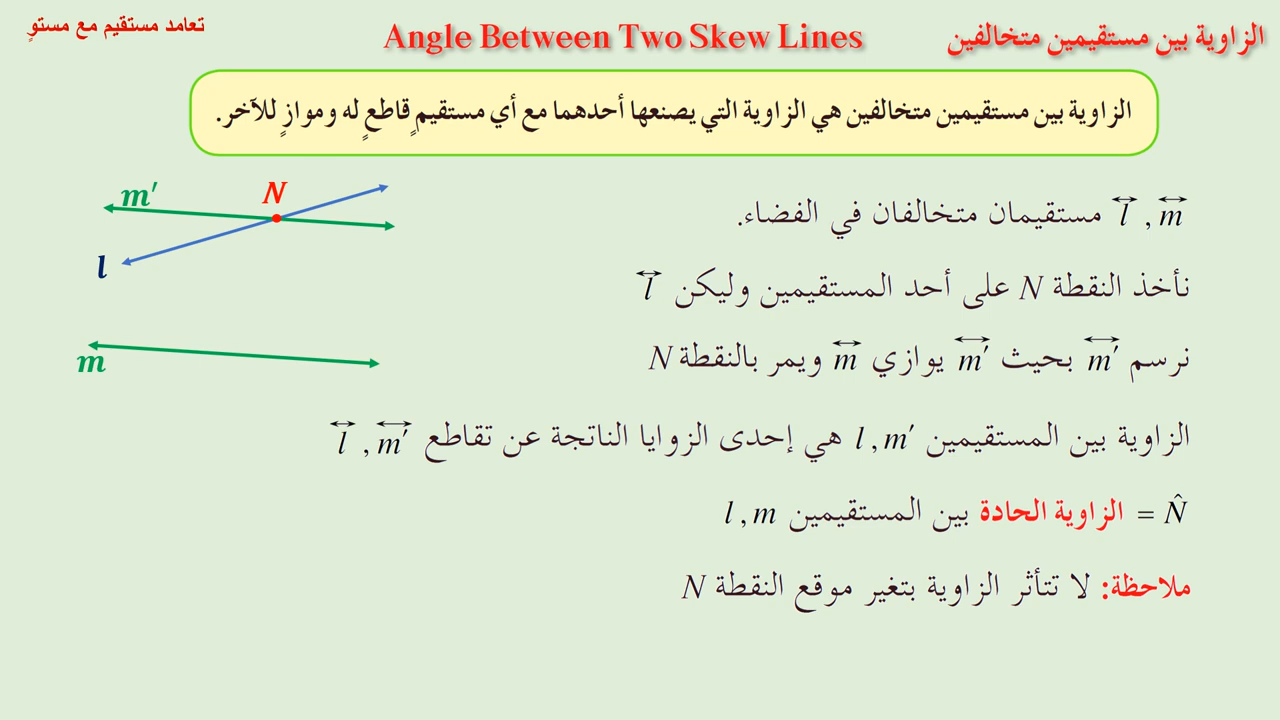 الزاوية بين مستقيمين متخالفين Angle Between Two Skew Lines تعامد مستقيم مع مستوٍ
الزاوية بين مستقيمين متخالفين هي الزاوية التي يصنعها أحدهما مع أي مستقيمٍ قاطعٍ له وموازٍ للآخر.
m′
N
l
m
l , m مستقيمان متخالفان في الفضاء.
نأخذ النقطة N على أحد المستقيمين وليكن l
نرسم m′ بحيث m′ يوازي m ويمر بالنقطة N
الزاوية بين المستقيمين l , m′ هي إحدى الزوايا الناتجة عن تقاطع l , m′
N̂ = الزاوية الحادة بين المستقيمين l , m
ملاحظة: لا تتأثر الزاوية بتغير موقع النقطة N